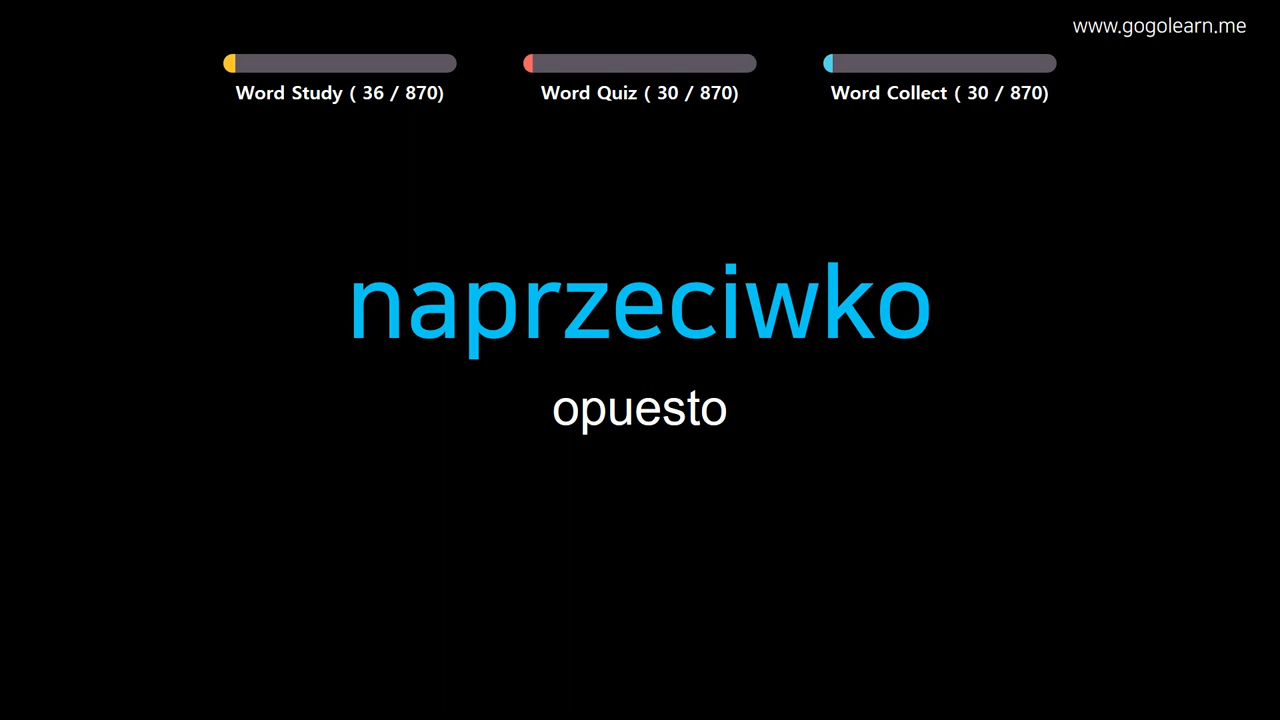 www.gogolearn.me
Word Study ( 36 / 870)
Word Quiz ( 30 / 870)
Word Collect ( 30 / 870)
naprzeciwko
opuesto